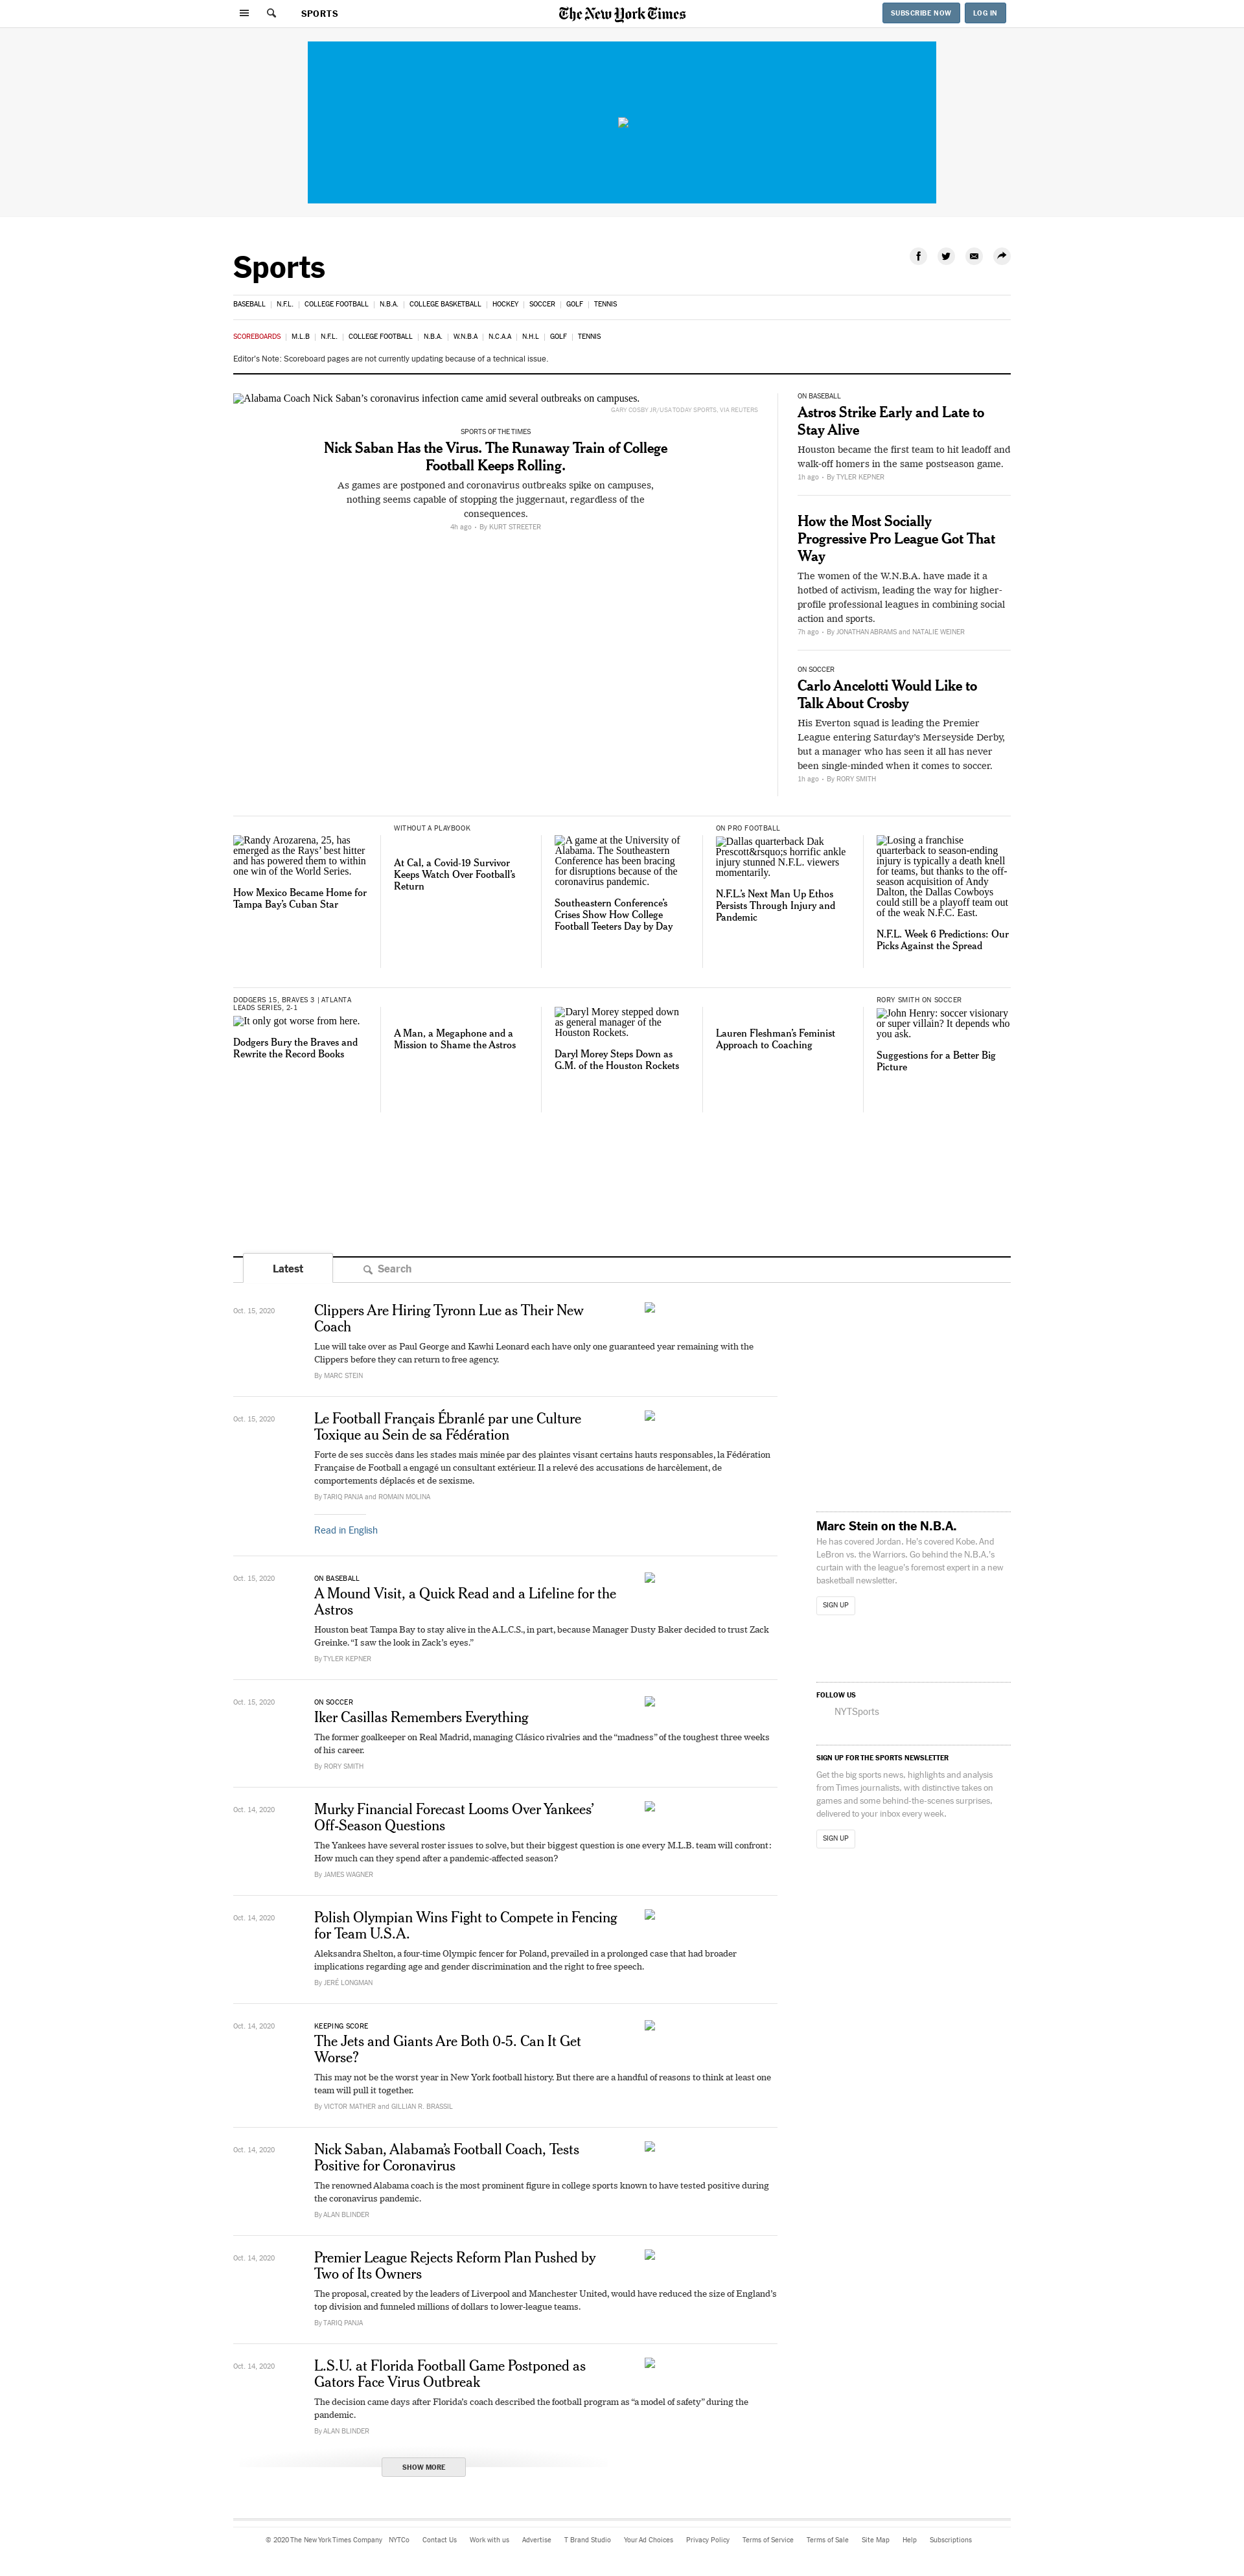 SPORTS
The New York Times
SUBSCRIBE NOW
LOG IN
Sports
BASEBALL | N.F.L. | COLLEGE FOOTBALL | N.B.A. | COLLEGE BASKETBALL | HOCKEY | SOCCER | GOLF | TENNIS
SCOREBOARDS | M.L.B | N.F.L. | COLLEGE FOOTBALL | N.B.A. | W.N.B.A | N.C.A.A | N.H.L | GOLF | TENNIS
Editor's Note: Scoreboard pages are not currently updating because of a technical issue.
Alabama Coach Nick Saban's coronavirus infection came amid several outbreaks on campuses.
GARY COSBY JR/USA TODAY SPORTS, VIA REUTERS
SPORTS OF THE TIMES
Nick Saban Has the Virus. The Runaway Train of College
Football Keeps Rolling.
As games are postponed and coronavirus outbreaks spike on campuses,
nothing seems capable of stopping the juggernaut, regardless of the
consequences.
4h ago - By KURT STREETER
ON BASEBALL
Astros Strike Early and Late to
Stay Alive
Houston became the first team to hit leadoff and
walk-off homers in the same postseason game.
1h ago - By TYLER KEPNER
How the Most Socially
Progressive Pro League Got That
Way
The women of the W.N.B.A. have made it a
hotbed of activism, leading the way for higher-
profile professional leagues in combining social
action and sports.
7h ago - By JONATHAN ABRAMS and NATALIE WEINER
ON SOCCER
Carlo Ancelotti Would Like to
Talk About Crosby
His Everton squad is leading the Premier
League entering Saturday's Merseyside Derby,
but a manager who has seen it all has never
been single-minded when it comes to soccer.
1h ago - By RORY SMITH
Randy Arozarena, 25, has
emerged as the Rays' best hitter
and has powered them to within
one win of the World Series.
How Mexico Became Home for
Tampa Bay's Cuban Star
WITHOUT A PLAYBOOK
At Cal, a Covid-19 Survivor
Keeps Watch Over Football's
Return
A game at the University of
Alabama. The Southeastern
Conference has been bracing
for disruptions because of the
coronavirus pandemic.
Southeastern Conference's
Crises Show How College
Football Teeters Day by Day
ON PRO FOOTBALL
Dallas quarterback Dak
Prescott&rsquo;s horrific ankle
injury stunned N.F.L. viewers
momentarily.
N.F.L.'s Next Man Up Ethos
Persists Through Injury and
Pandemic
Losing a franchise
quarterback to season-ending
injury is typically a death knell
for teams, but thanks to the off-
season acquisition of Andy
Dalton, the Dallas Cowboys
could still be a playoff team out
of the weak N.F.C. East.
N.F.L. Week 6 Predictions: Our
Picks Against the Spread
DODGERS 15, BRAVES 3 | ATLANTA
LEADS SERIES, 2-1
It only got worse from here.
Dodgers Bury the Braves and
Rewrite the Record Books
A Man, a Megaphone and a
Mission to Shame the Astros
Daryl Morey stepped down
as general manager of the
Houston Rockets.
Daryl Morey Steps Down as
G.M. of the Houston Rockets
Lauren Fleshman's Feminist
Approach to Coaching
RORY SMITH ON SOCCER
John Henry: soccer visionary
or super villain? It depends who
you ask.
Suggestions for a Better Big
Picture
Latest
Search
Oct. 15, 2020
Clippers Are Hiring Tyronn Lue as Their New
Coach
Lue will take over as Paul George and Kawhi Leonard each have only one guaranteed year remaining with the
Clippers before they can return to free agency.
By MARC STEIN
Oct. 15, 2020
Le Football Français Ébranlé par une Culture
Toxique au Sein de sa Fédération
Forte de ses succès dans les stades mais minée par des plaintes visant certains hauts responsables, la Fédération
Française de Football a engagé un consultant extérieur. Il a relevé des accusations de harcèlement, de
comportements déplacés et de sexisme.
By TARIQ PANJA and ROMAIN MOLINA
Read in English
Oct. 15, 2020
ON BASEBALL
A Mound Visit, a Quick Read and a Lifeline for the
Astros
Houston beat Tampa Bay to stay alive in the A.L.C.S., in part, because Manager Dusty Baker decided to trust Zack
Greinke. “I saw the look in Zack's eyes.”
By TYLER KEPNER
Oct. 15, 2020
ON SOCCER
Iker Casillas Remembers Everything
The former goalkeeper on Real Madrid, managing Clásico rivalries and the “madness” of the toughest three weeks
of his career.
By RORY SMITH
Oct. 14, 2020
Murky Financial Forecast Looms Over Yankees'
Off-Season Questions
The Yankees have several roster issues to solve, but their biggest question is one every M.L.B. team will confront:
How much can they spend after a pandemic-affected season?
By JAMES WAGNER
Oct. 14, 2020
Polish Olympian Wins Fight to Compete in Fencing
for Team U.S.A.
Aleksandra Shelton, a four-time Olympic fencer for Poland, prevailed in a prolonged case that had broader
implications regarding age and gender discrimination and the right to free speech.
By JERÉ LONGMAN
Oct. 14, 2020
KEEPING SCORE
The Jets and Giants Are Both 0-5. Can It Get
Worse?
This may not be the worst year in New York football history. But there are a handful of reasons to think at least one
team will pull it together.
By VICTOR MATHER and GILLIAN R. BRASSIL
Oct. 14, 2020
Nick Saban, Alabama's Football Coach, Tests
Positive for Coronavirus
The renowned Alabama coach is the most prominent figure in college sports known to have tested positive during
the coronavirus pandemic.
By ALAN BLINDER
Oct. 14, 2020
Premier League Rejects Reform Plan Pushed by
Two of Its Owners
The proposal, created by the leaders of Liverpool and Manchester United, would have reduced the size of England's
top division and funneled millions of dollars to lower-league teams.
By TARIQ PANJA
Oct. 14, 2020
L.S.U. at Florida Football Game Postponed as
Gators Face Virus Outbreak
The decision came days after Florida's coach described the football program as “a model of safety” during the
pandemic.
By ALAN BLINDER
SHOW MORE
Marc Stein on the N.B.A.
He has covered Jordan. He's covered Kobe. And
LeBron vs. the Warriors. Go behind the N.B.A.'s
curtain with the league's foremost expert in a new
basketball newsletter.
SIGN UP
FOLLOW US
NYTSports
SIGN UP FOR THE SPORTS NEWSLETTER
Get the big sports news, highlights and analysis
from Times journalists, with distinctive takes on
games and some behind-the-scenes surprises,
delivered to your inbox every week.
SIGN UP
© 2020 The New York Times Company NYTCo Contact Us Work with us Advertise T Brand Studio Your Ad Choices Privacy Policy Terms of Service Terms of Sale Site Map Help Subscriptions